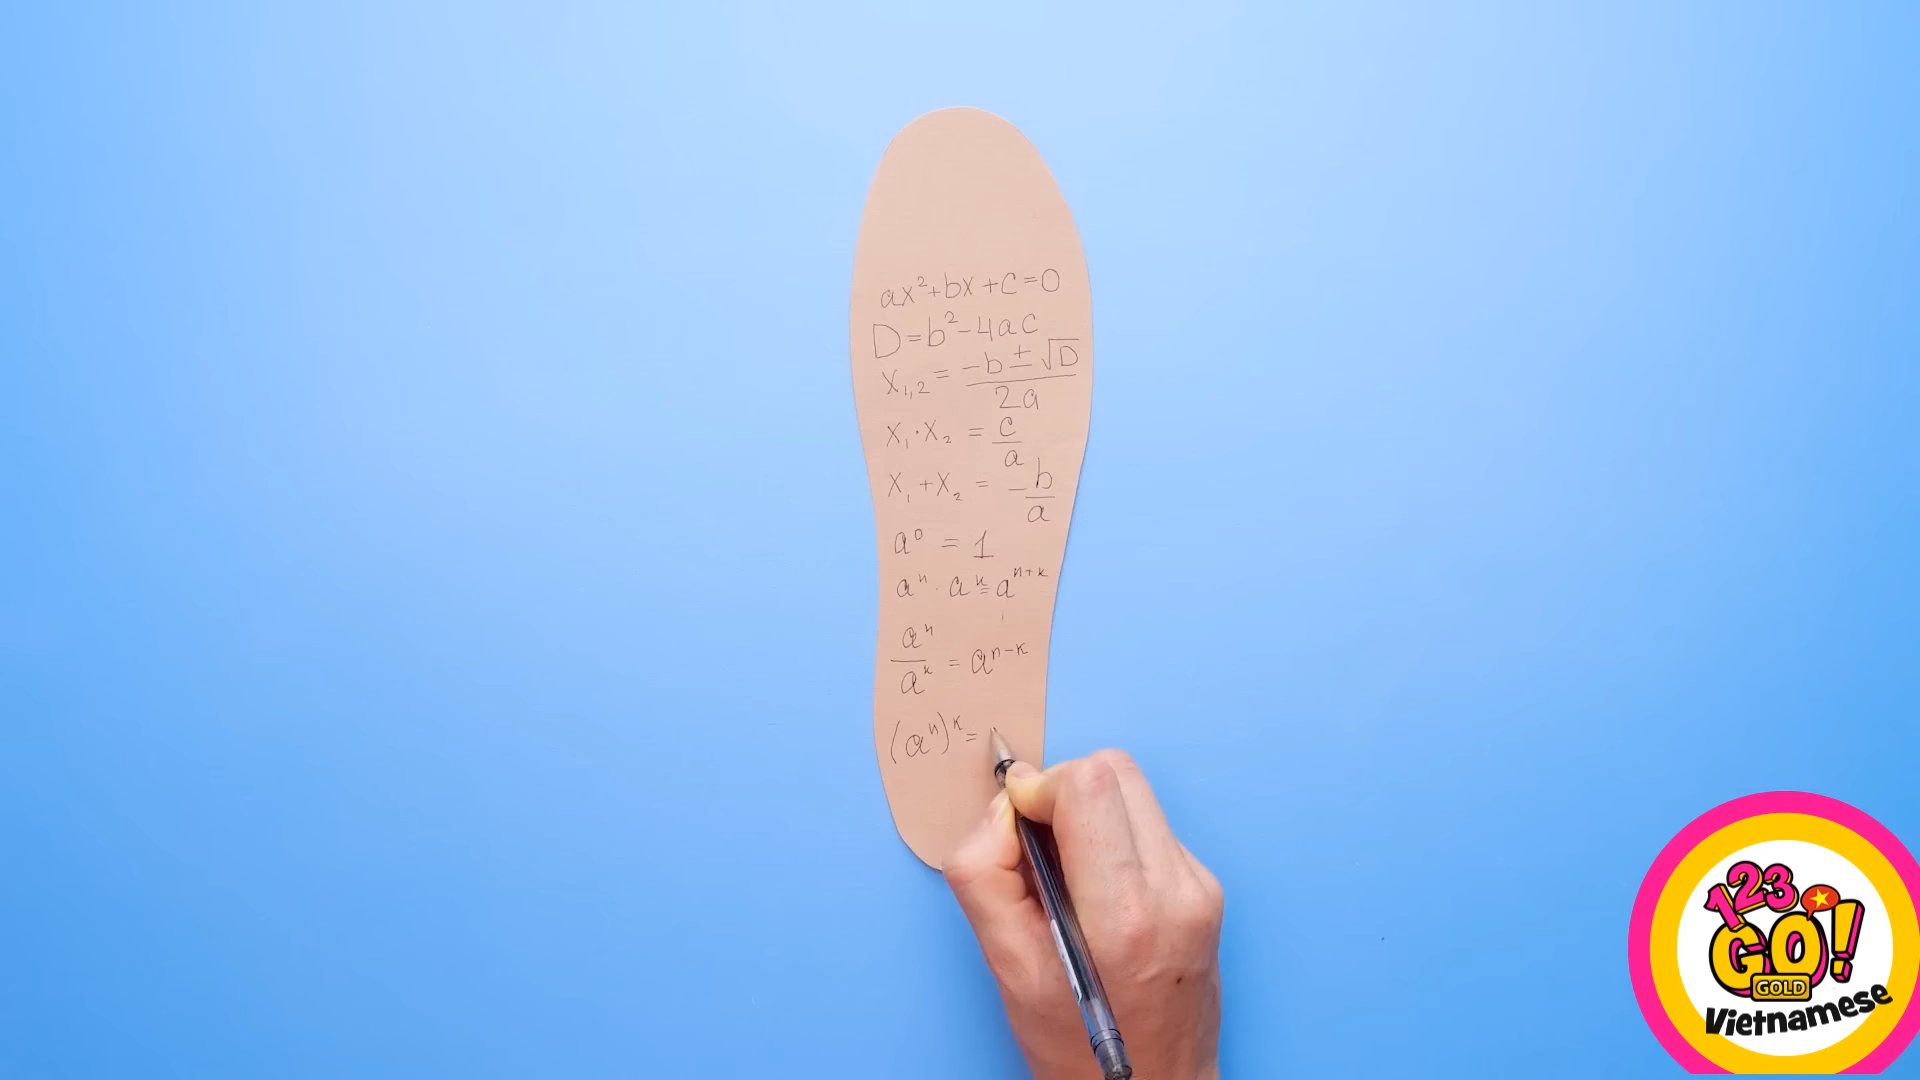 ax²+bx+c=0
D=b²-4ac
x₁,₂ = (-b±√D)/2a
x₁·x₂ = c/a
x₁+x₂ = -b/a
a⁰ = 1
aⁿ·aᵏ=aⁿ⁺ᵏ
aⁿ/aᵏ = aⁿ⁻ᵏ
(aⁿ)ᵏ=
123
GO!
GOLD
Vietnamese